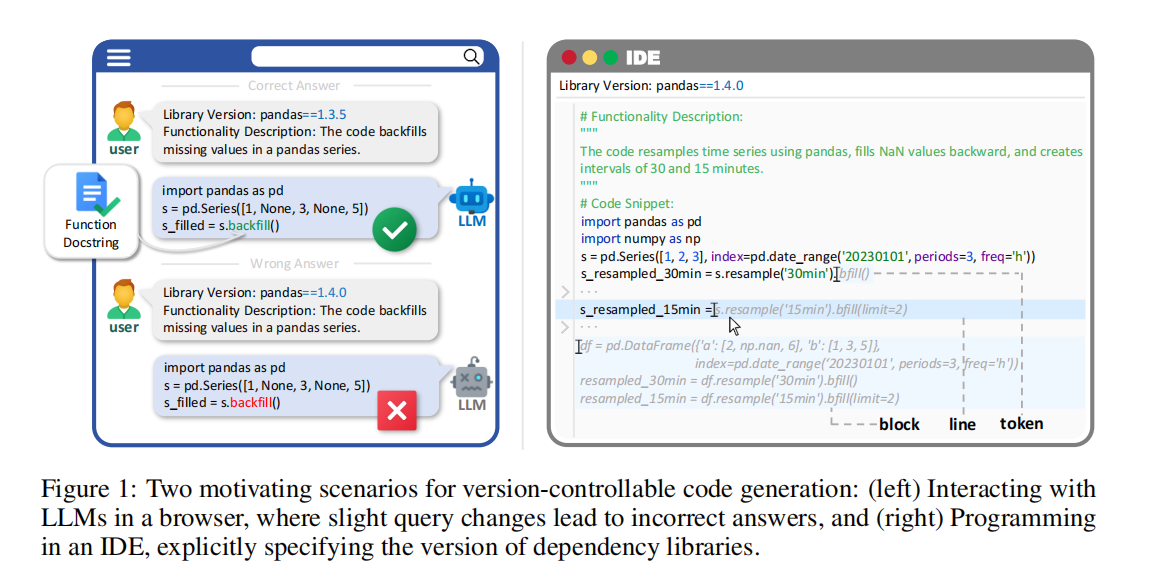 Correct Answer
user
Library Version: pandas==1.3.5
Functionality Description: The code backfills
missing values in a pandas series.
Function
Docstring
import pandas as pd
s = pd.Series([1, None, 3, None, 5])
s_filled = s.backfill()
LLM
Wrong Answer
user
Library Version: pandas==1.4.0
Functionality Description: The code backfills
missing values in a pandas series.
import pandas as pd
s = pd.Series([1, None, 3, None, 5])
s_filled = s.backfill()
LLM
IDE
Library Version: pandas==1.4.0
# Functionality Description:
"""
The code resamples time series using pandas, fills NaN values backward, and creates
intervals of 30 and 15 minutes.
"""
# Code Snippet:
import pandas as pd
import numpy as np
s = pd.Series([1, 2, 3], index=pd.date_range('20230101', periods=3, freq='h'))
s_resampled_30min = s.resample('30min').bfill()
...
s_resampled_15min = s.resample('15min').bfill(limit=2)
...
df = pd.DataFrame({'a': [2, np.nan, 6], 'b': [1, 3, 5]},
index=pd.date_range('20230101', periods=3, freq='h'))
resampled_30min = df.resample('30min').bfill()
resampled_15min = df.resample('15min').bfill(limit=2)
block line token
Figure 1: Two motivating scenarios for version-controllable code generation: (left) Interacting with
LLMs in a browser, where slight query changes lead to incorrect answers, and (right) Programming
in an IDE, explicitly specifying the version of dependency libraries.